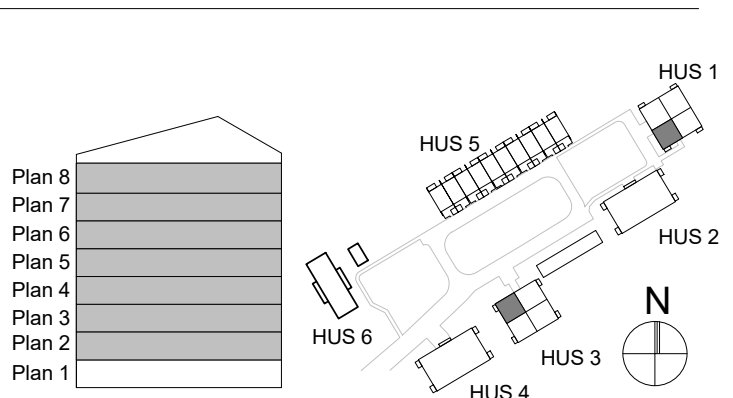 Plan 8
Plan 7
Plan 6
Plan 5
Plan 4
Plan 3
Plan 2
Plan 1
HUS 1
HUS 5
HUS 2
HUS 6
HUS 3
HUS 4
N